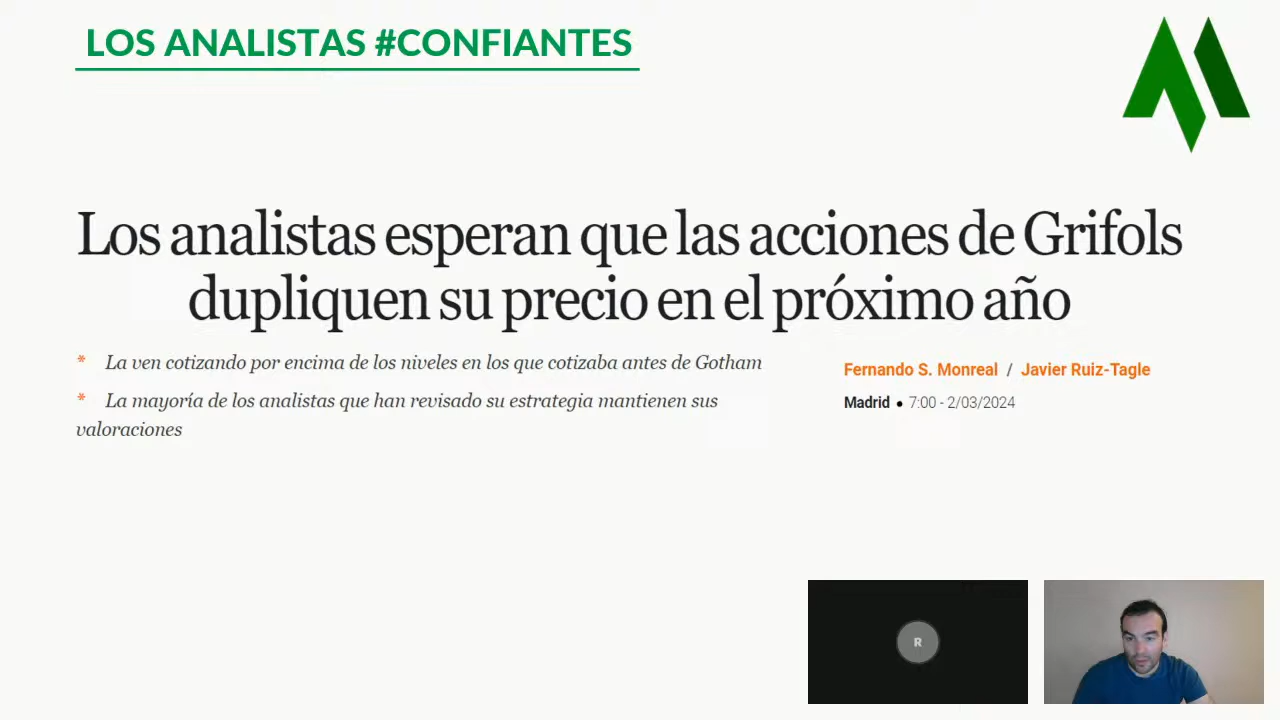 LOS ANALISTAS #CONFIANTES
Los analistas esperan que las acciones de Grifols
dupliquen su precio en el próximo año
* La ven cotizando por encima de los niveles en los que cotizaba antes de Gotham
* La mayoría de los analistas que han revisado su estrategia mantienen sus
valoraciones
Fernando S. Monreal / Javier Ruiz-Tagle
Madrid • 7:00 - 2/03/2024
R